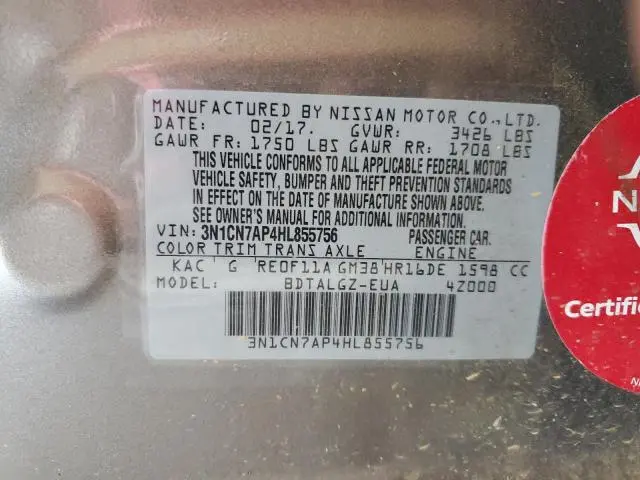 MANUFACTURED BY NISSAN MOTOR CO., LTD.
DATE: 02/17. GVWR: 3426 LBS
GAWR FR: 1750 LBS GAWR RR: 1708 LBS
THIS VEHICLE CONFORMS TO ALL APPLICABLE FEDERAL MOTOR
VEHICLE SAFETY, BUMPER AND THEFT PREVENTION STANDARDS
IN EFFECT ON THE DATE OF MANUFACTURE SHOWN ABOVE.
SEE OWNER'S MANUAL FOR ADDITIONAL INFORMATION.
VIN: 3N1CN7AP4HL855756 PASSENGER CAR.
COLOR TRIM TRANS AXLE ENGINE
KAC G RE0F11A GM38 HR16DE 1598 CC
MODEL: BDTALGZ-EUA 4Z000
3N1CN7AP4HL855756
Certifie